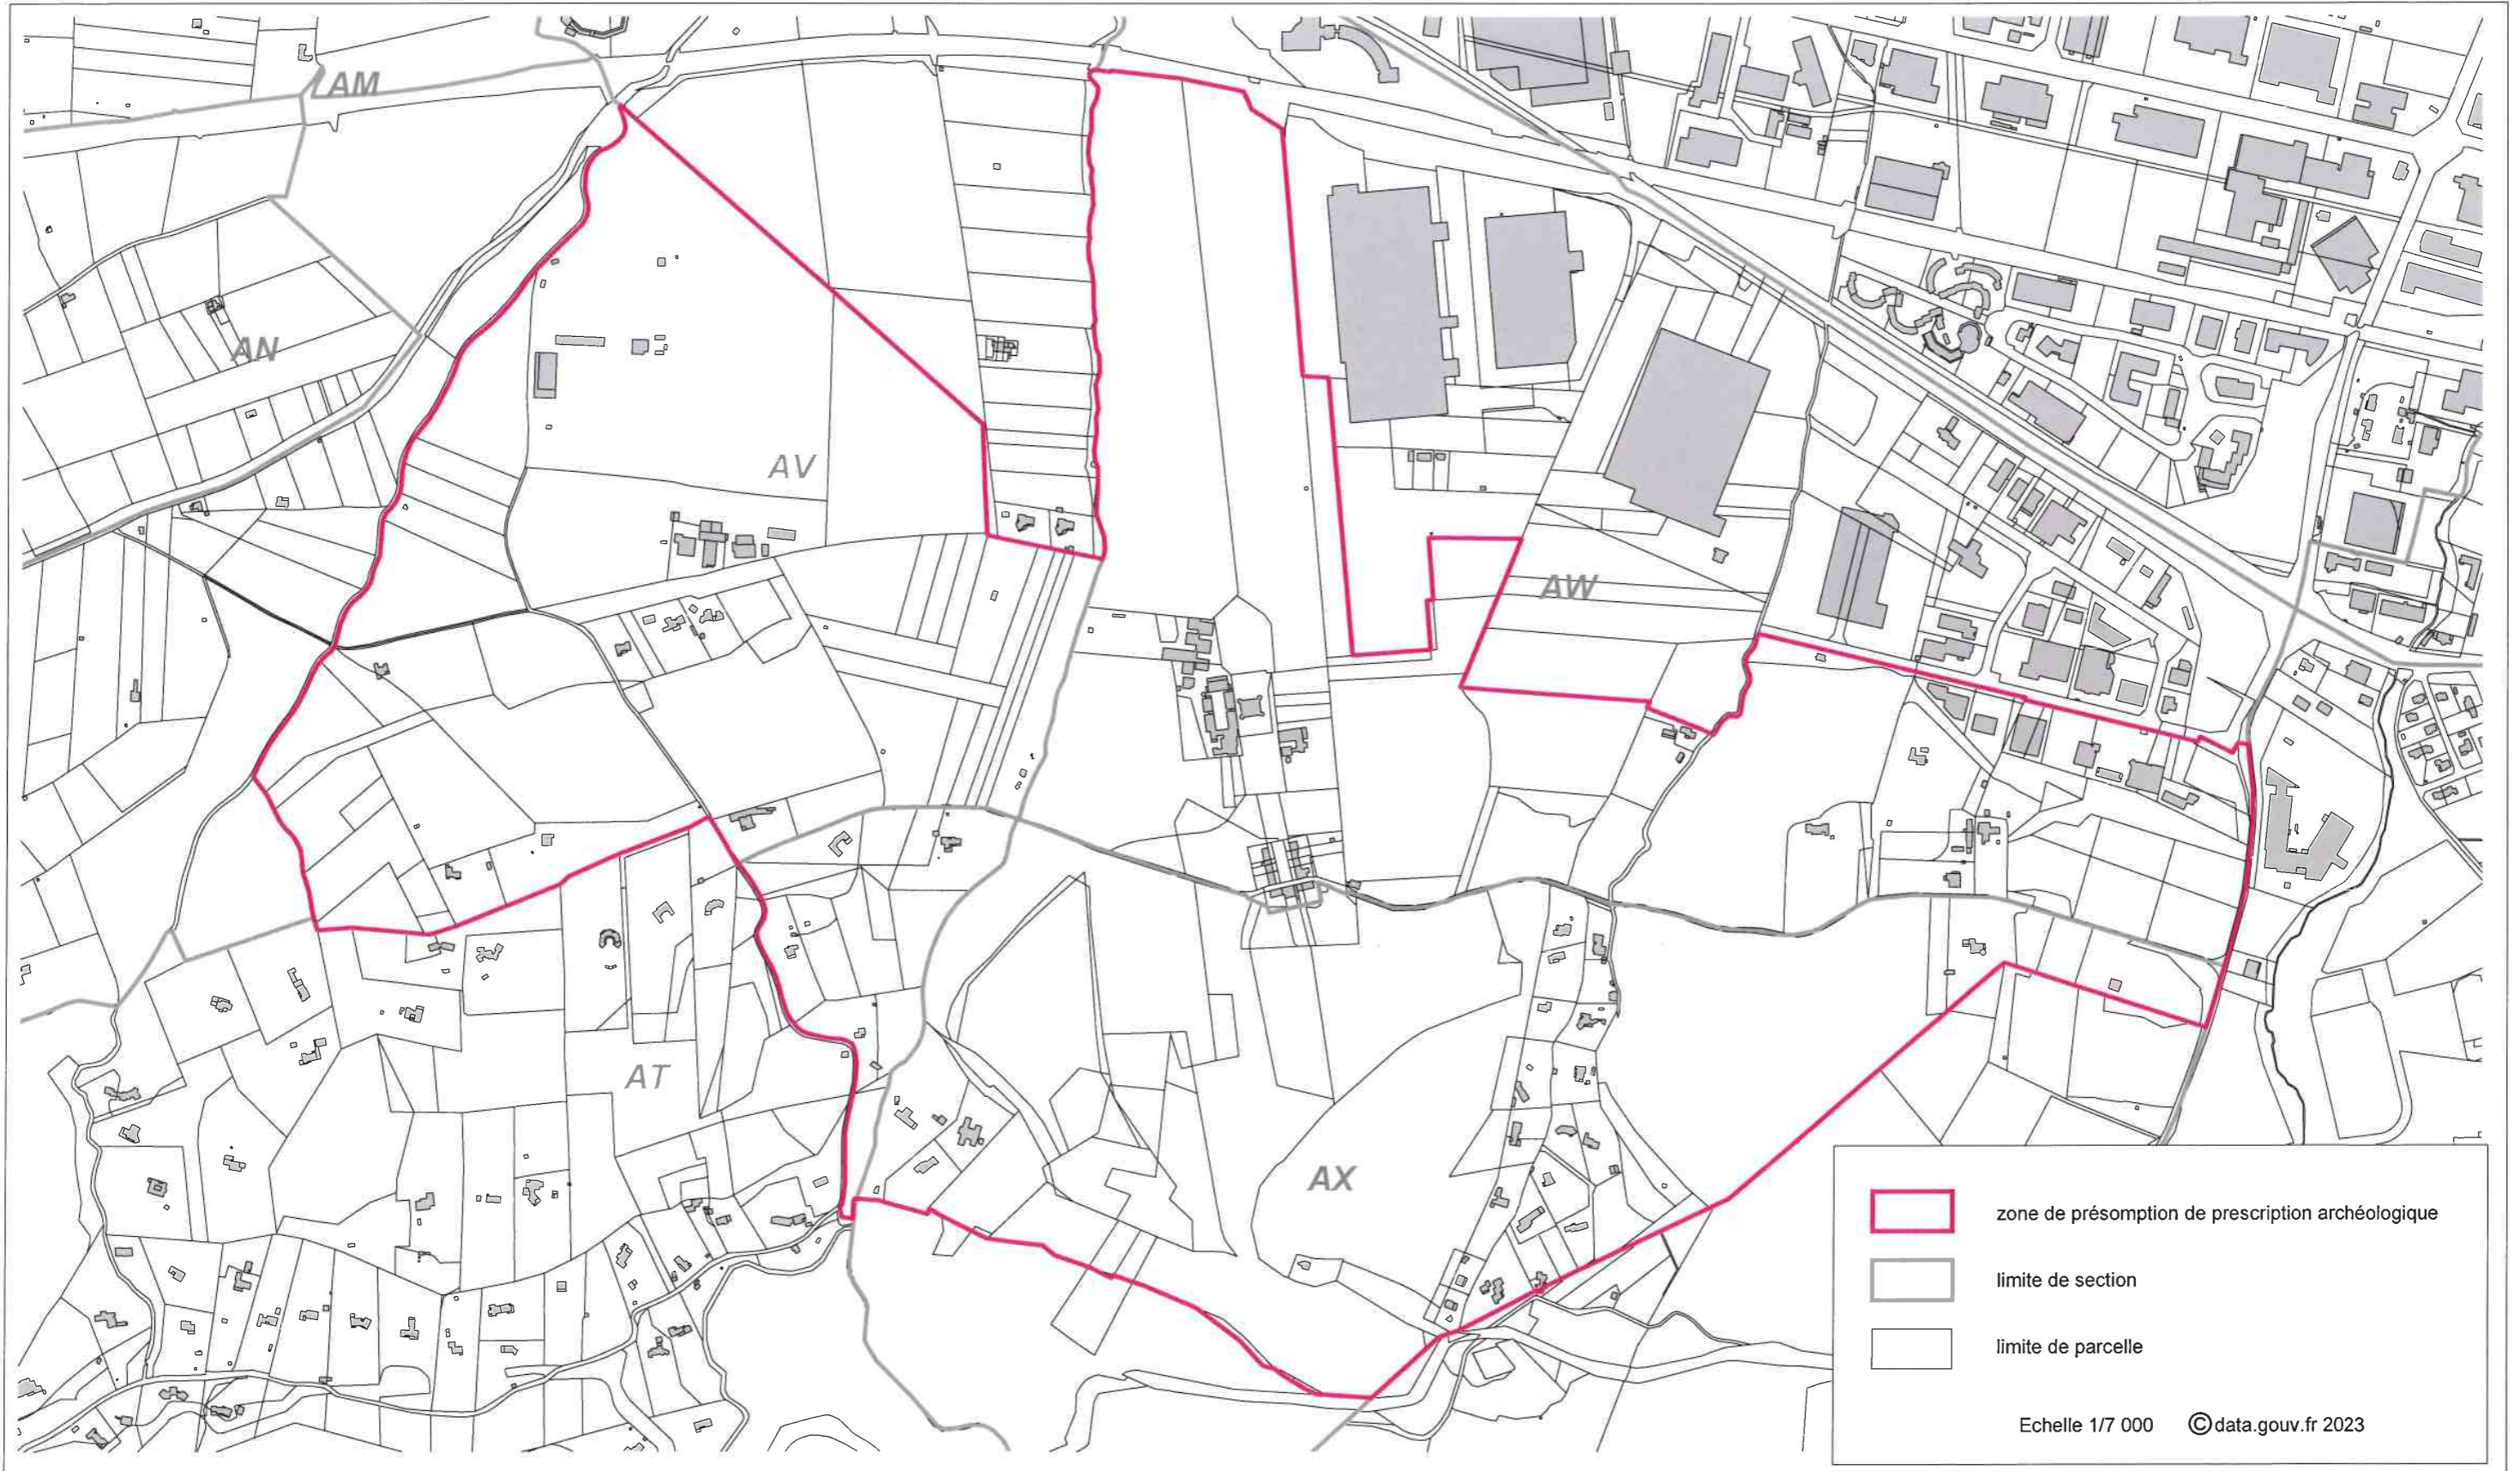 AM
AN
AV
AW
AT
AX
zone de présomption de prescription archéologique
limite de section
limite de parcelle
Echelle 1/7 000 ©data.gouv.fr 2023